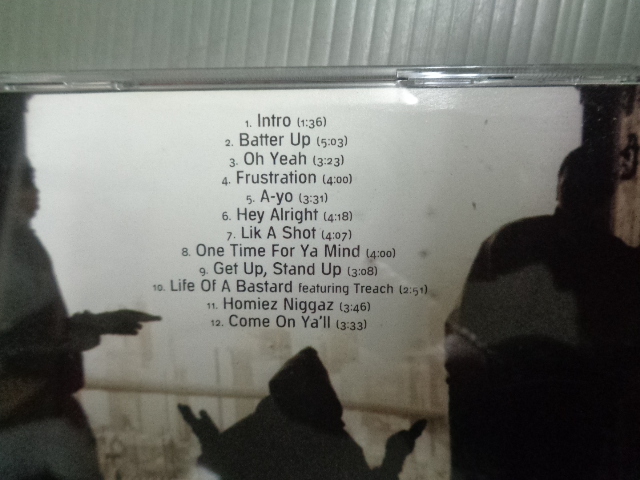 1. Intro (1:36)
2. Batter Up (5:03)
3. Oh Yeah (3:23)
4. Frustration (4:00)
5. A-yo (3:31)
6. Hey Alright (4:18)
7. Lik A Shot (4:07)
8. One Time For Ya Mind (4:00)
9. Get Up, Stand Up (3:08)
10. Life Of A Bastard featuring Treach (2:51)
11. Homiez Niggaz (3:46)
12. Come On Ya'll (3:33)